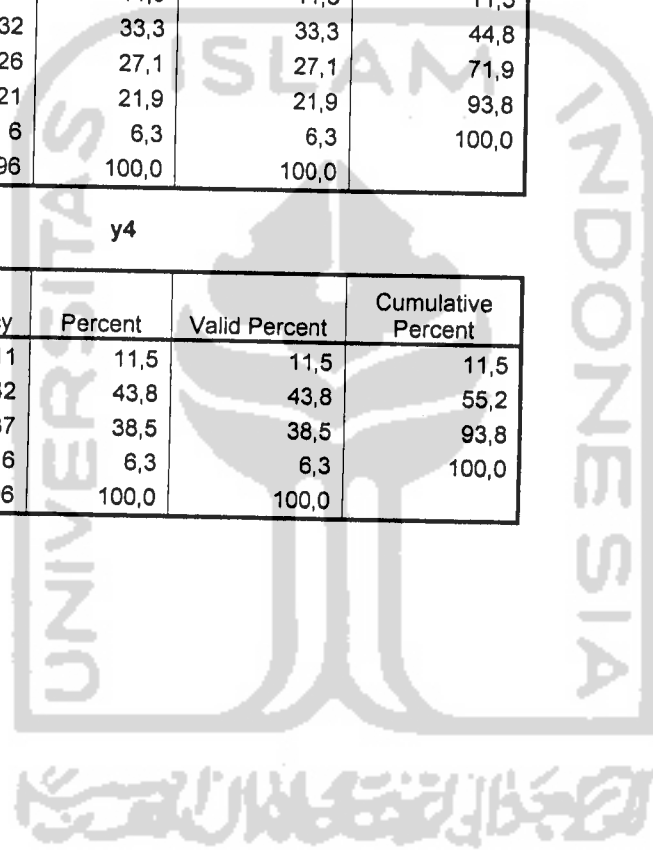 32 33,3 33,3 44,8
26 27,1 27,1 71,9
21 21,9 21,9 93,8
6 6,3 6,3 100,0
96 100,0 100,0
y4
Percent Valid Percent Cumulative Percent
11 11,5 11,5 11,5
42 43,8 43,8 55,2
37 38,5 38,5 93,8
6 6,3 6,3 100,0
96 100,0 100,0
UNIVERSITAS
ISLAM
INDONESIA